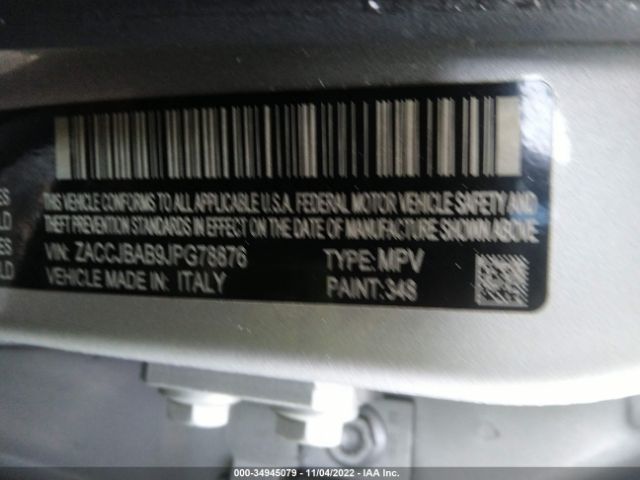 THIS VEHICLE CONFORMS TO ALL APPLICABLE U.S.A. FEDERAL MOTOR VEHICLE SAFETY AND
THEFT PREVENTION STANDARDS IN EFFECT ON THE DATE OF MANUFACTURE SHOWN ABOVE.
VIN: ZACCJBAB9JPG78876 TYPE: MPV
VEHICLE MADE IN: ITALY PAINT: 348
000-34945079 - 11/04/2022 - IAA Inc.